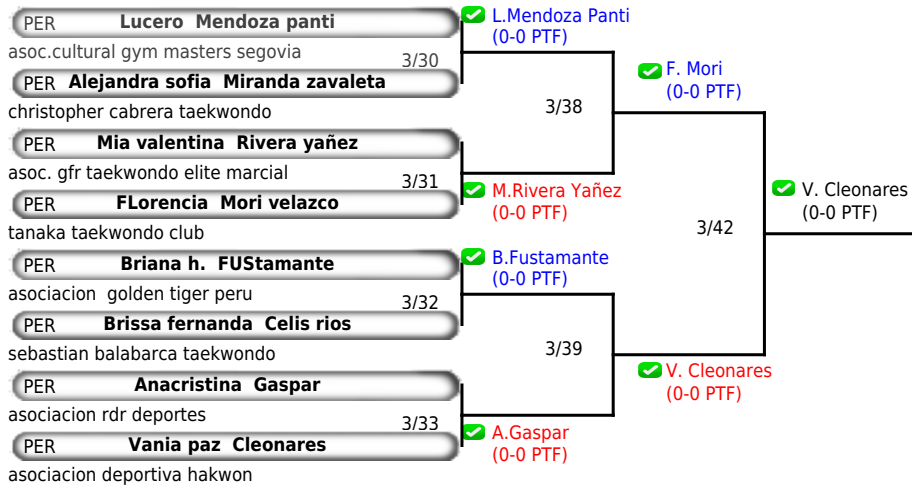 PER Lucero Mendoza panti
asoc.cultural gym masters segovia
3/30
PER Alejandra sofia Miranda zavaleta
christopher cabrera taekwondo
PER Mia valentina Rivera yañez
asoc. gfr taekwondo elite marcial
3/31
PER FLorencia Mori velazco
tanaka taekwondo club
PER Briana h. FUStamante
asociacion golden tiger peru
3/32
PER Brissa fernanda Celis rios
sebastian balabarca taekwondo
PER Anacristina Gaspar
asociacion rdr deportes
3/33
PER Vania paz Cleonares
asociacion deportiva hakwon
L.Mendoza Panti
(0-0 PTF)
3/38
M.Rivera Yañez
(0-0 PTF)
B.Fustamante
(0-0 PTF)
3/39
A.Gaspar
(0-0 PTF)
F. Mori
(0-0 PTF)
3/42
V. Cleonares
(0-0 PTF)
V. Cleonares
(0-0 PTF)